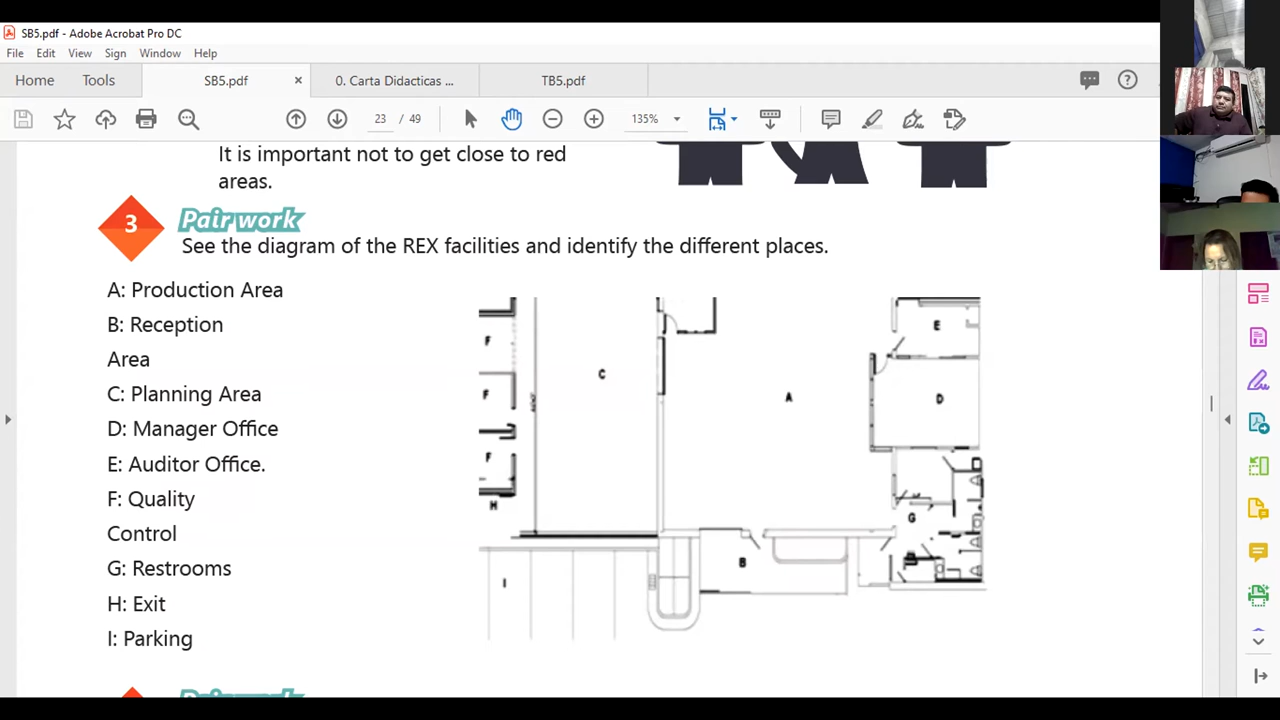 SB5.pdf - Adobe Acrobat Pro DC
File Edit View Sign Window Help
Home Tools SB5.pdf × 0. Carta Didacticas ... TB5.pdf
23 / 49 135%
It is important not to get close to red
areas.
3 Pair work
See the diagram of the REX facilities and identify the different places.
A: Production Area
B: Reception
Area
C: Planning Area
D: Manager Office
E: Auditor Office.
F: Quality
Control
G: Restrooms
H: Exit
I: Parking
E
F
C
A
F
D
F
H
G
B
I
Pair work